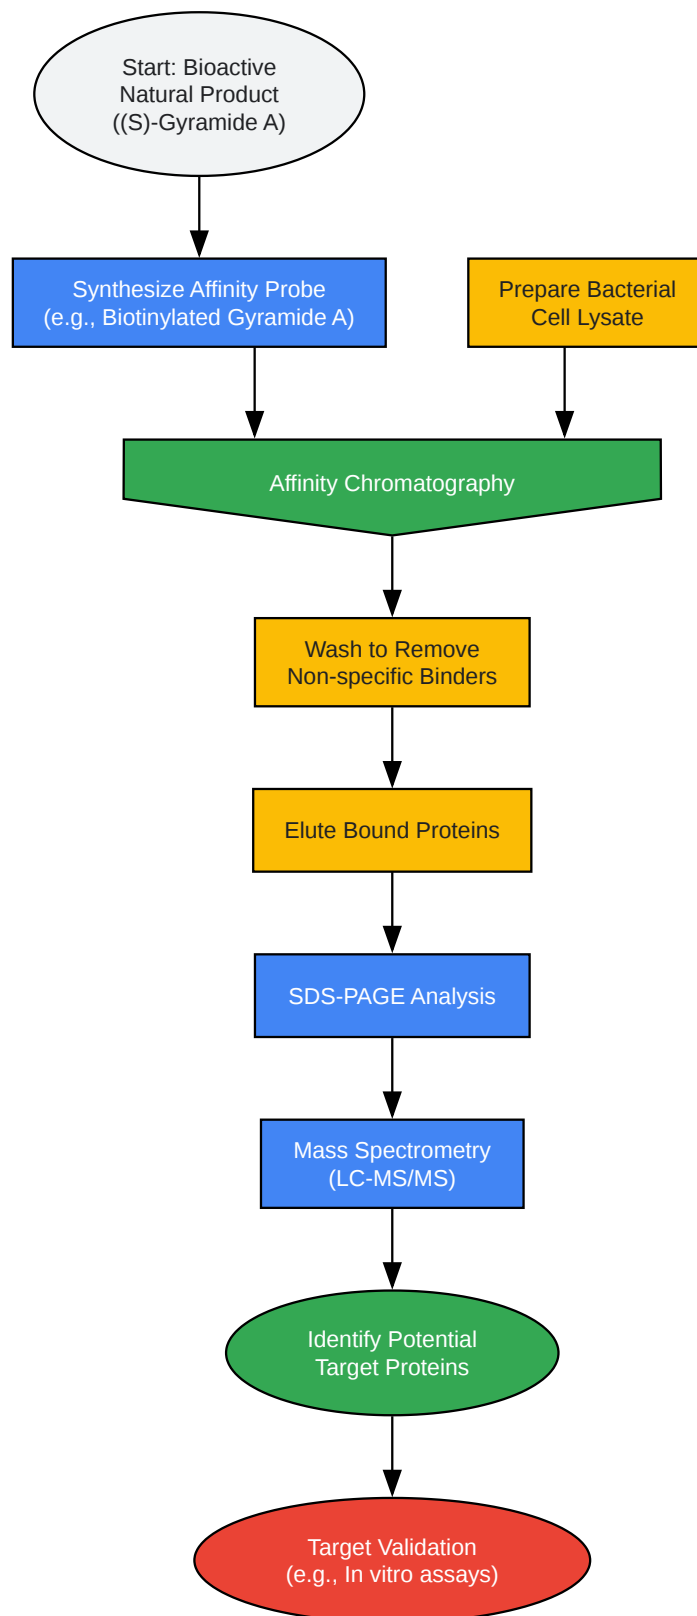 Start: Bioactive
Natural Product
((S)-Gyramide A)
Synthesize Affinity Probe
(e.g., Biotinylated Gyramide A)
Prepare Bacterial
Cell Lysate
Affinity Chromatography
Wash to Remove
Non-specific Binders
Elute Bound Proteins
SDS-PAGE Analysis
Mass Spectrometry
(LC-MS/MS)
Identify Potential
Target Proteins
Target Validation
(e.g., In vitro assays)